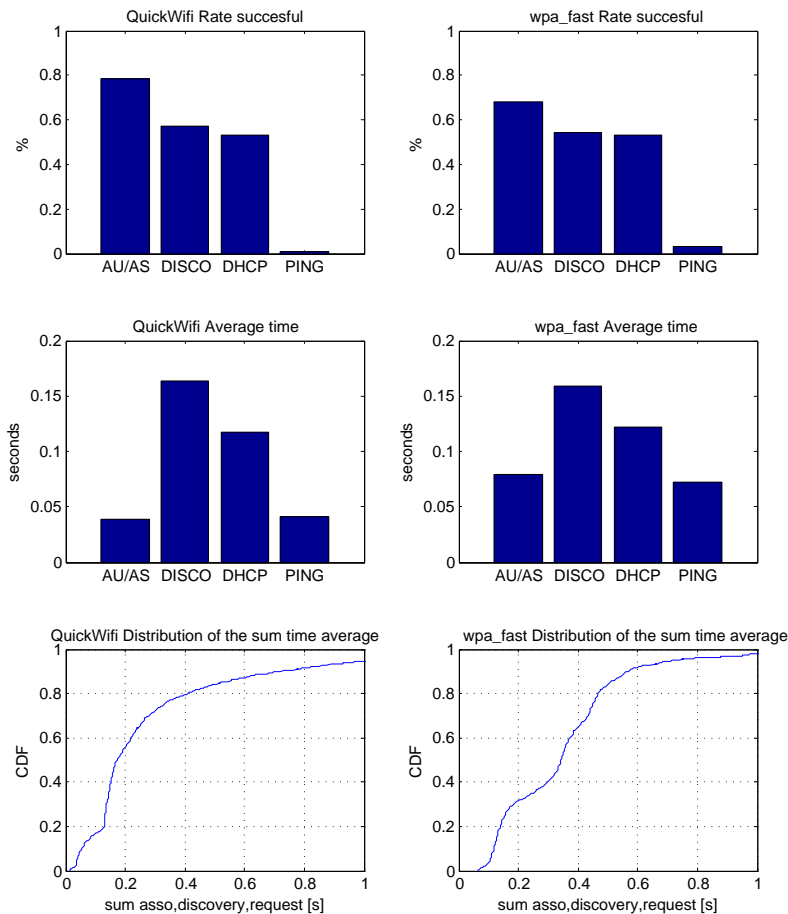 QuickWifi Rate succesful
%
1
0.8
0.6
0.4
0.2
0
AU/AS DISCO DHCP PING
wpa_fast Rate succesful
%
1
0.8
0.6
0.4
0.2
0
AU/AS DISCO DHCP PING
QuickWifi Average time
seconds
0.2
0.15
0.1
0.05
0
AU/AS DISCO DHCP PING
wpa_fast Average time
seconds
0.2
0.15
0.1
0.05
0
AU/AS DISCO DHCP PING
QuickWifi Distribution of the sum time average
CDF
1
0.8
0.6
0.4
0.2
0
0 0.2 0.4 0.6 0.8 1
sum asso,discovery,request [s]
wpa_fast Distribution of the sum time average
CDF
1
0.8
0.6
0.4
0.2
0
0 0.2 0.4 0.6 0.8 1
sum asso,discovery,request [s]